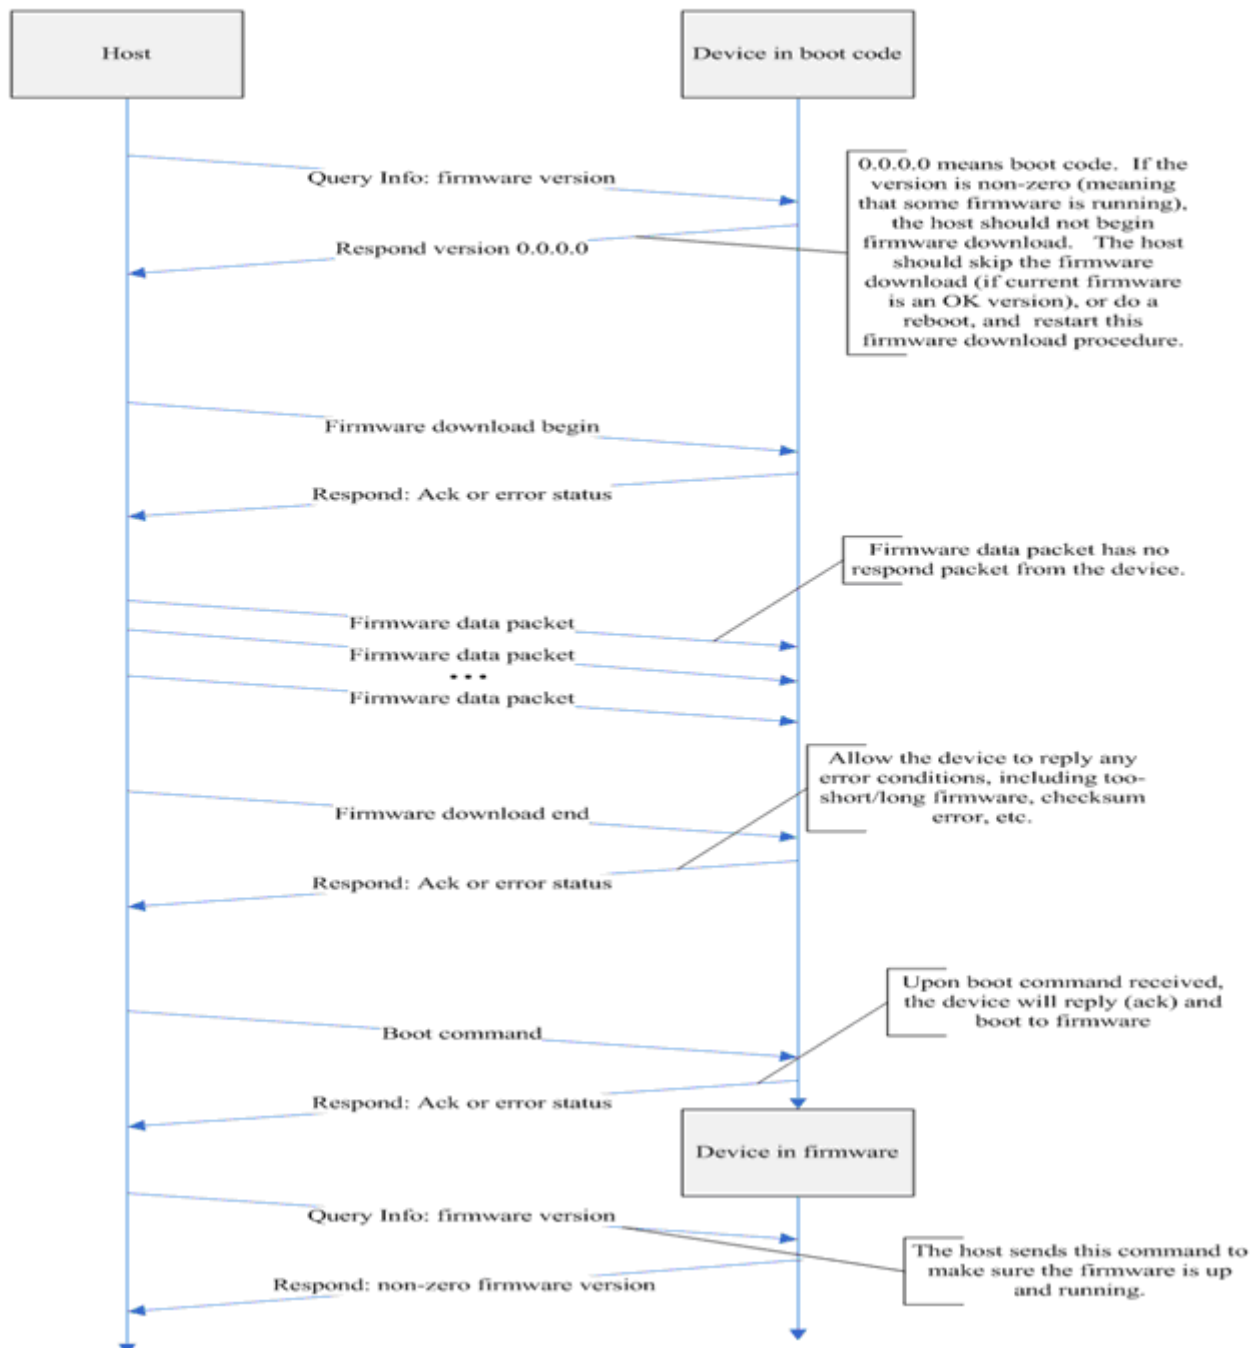 Host
Device in boot code
Query Info: firmware version
Respond version 0.0.0.0
0.0.0.0 means boot code. If the
version is non-zero (meaning
that some firmware is running),
the host should not begin
firmware download. The host
should skip the firmware
download (if current firmware
is an OK version), or do a
reboot, and restart this
firmware download procedure.
Firmware download begin
Respond: Ack or error status
Firmware data packet has no
respond packet from the device.
Firmware data packet
Firmware data packet
...
Firmware data packet
Allow the device to reply any
error conditions, including too-
short/long firmware, checksum
error, etc.
Firmware download end
Respond: Ack or error status
Upon boot command received,
the device will reply (ack) and
boot to firmware
Boot command
Respond: Ack or error status
Device in firmware
Query Info: firmware version
The host sends this command to
make sure the firmware is up
and running.
Respond: non-zero firmware version